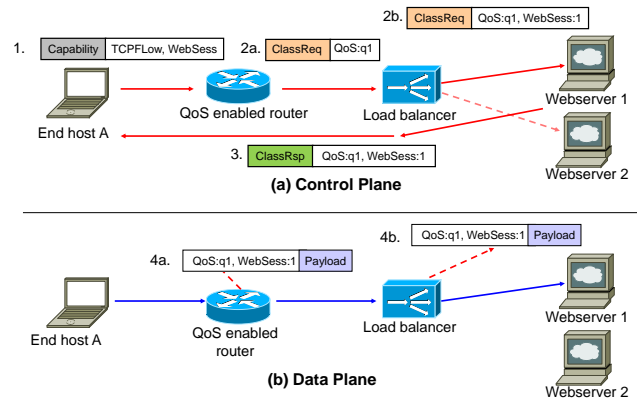 2b. ClassReq QoS:q1, WebSess:1
1. Capability TCPFLow, WebSess
2a. ClassReq QoS:q1
End host A
QoS enabled router
Load balancer
Webserver 1
3. ClassRsp QoS:q1, WebSess:1
Webserver 2
(a) Control Plane
4b. QoS:q1, WebSess:1 Payload
4a. QoS:q1, WebSess:1 Payload
End host A
QoS enabled
router
Load balancer
Webserver 1
(b) Data Plane
Webserver 2